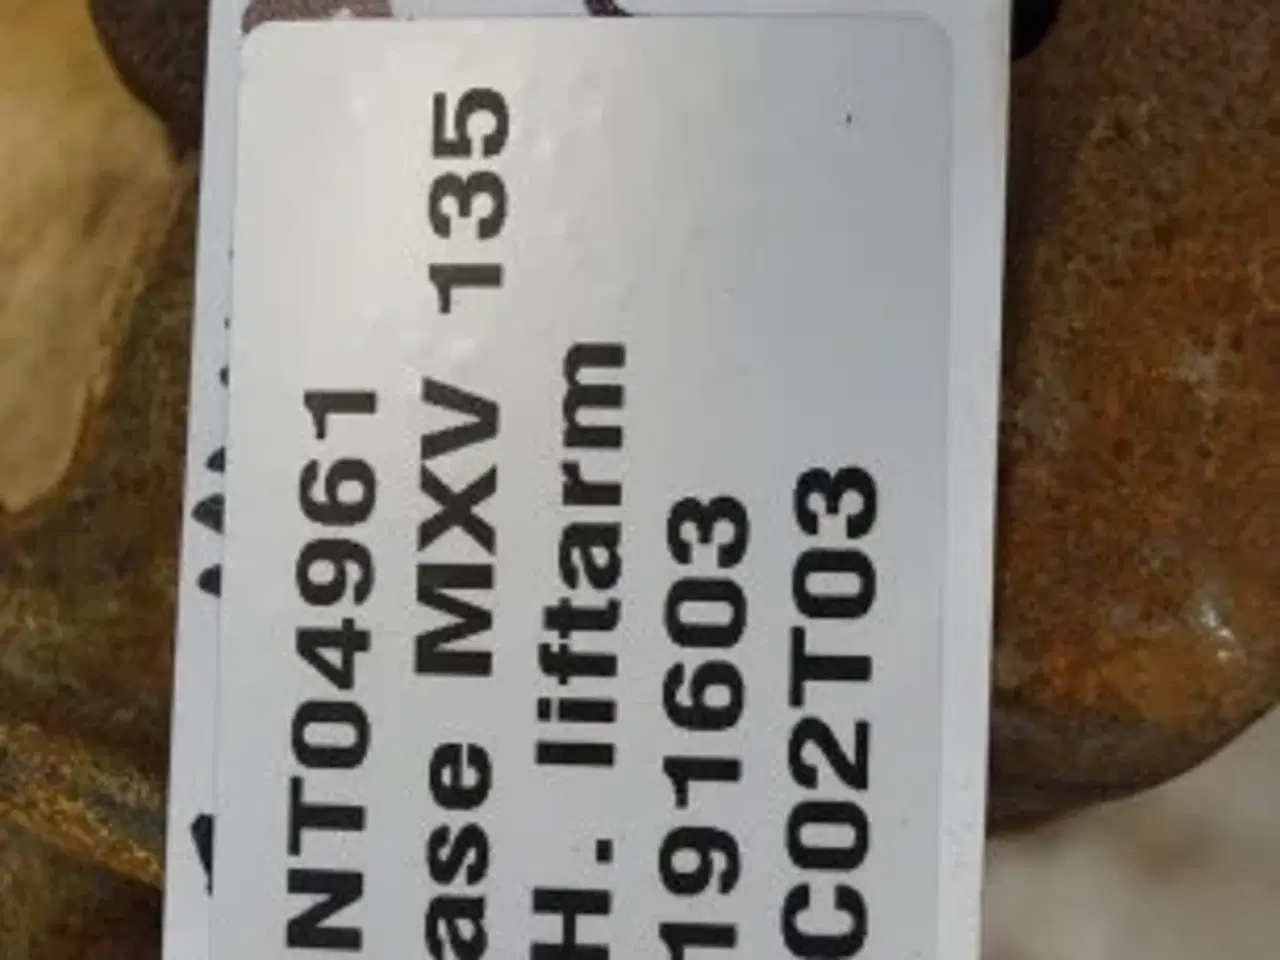 NT04961
ase MXV 135
H. liftarm
191603
C02T03